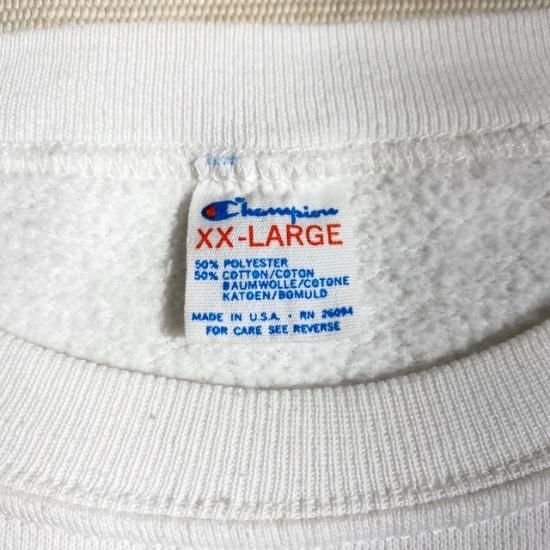 Champion
XX-LARGE
50% POLYESTER
50% COTTON/COTON
BAUMWOLLE/COTONE
KATOEN/BOMULD
MADE IN U.S.A. • RN 26094
FOR CARE SEE REVERSE